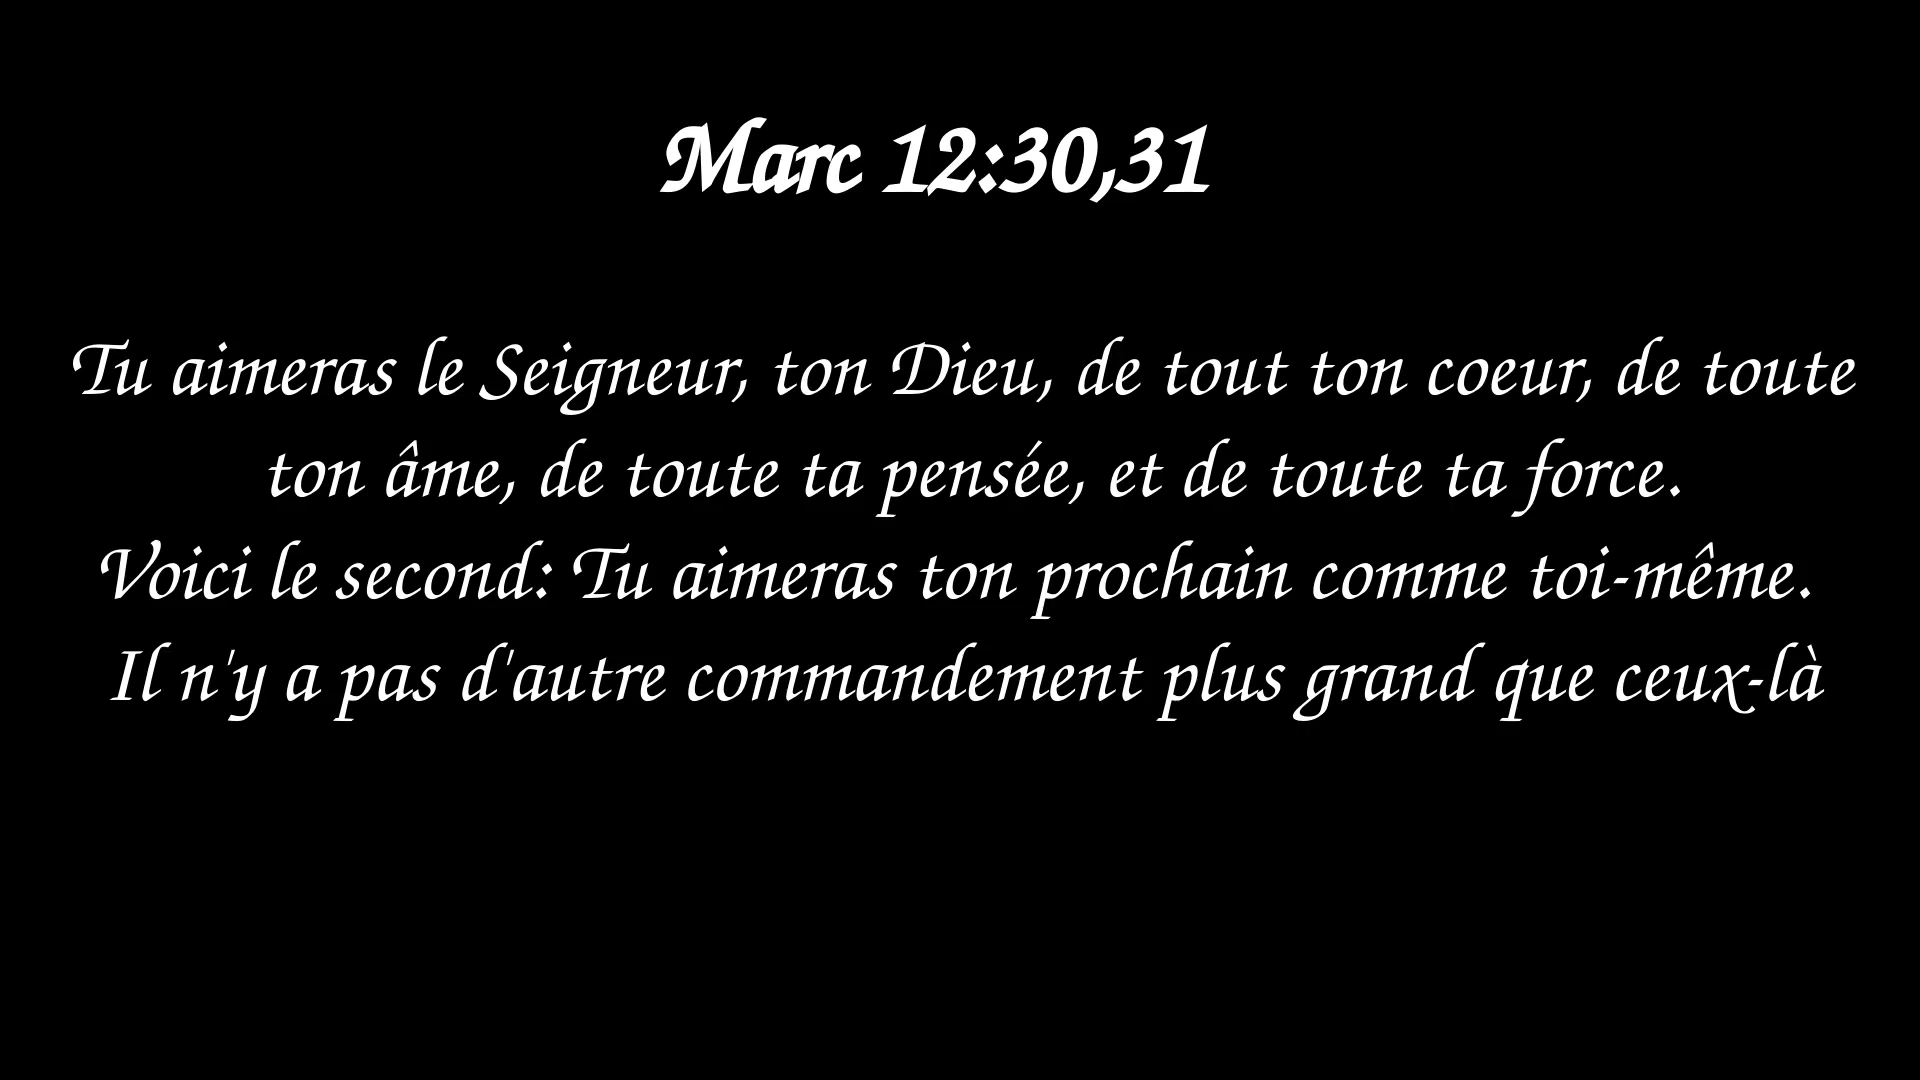 Marc 12:30,31
Tu aimeras le Seigneur, ton Dieu, de tout ton coeur, de toute
ton âme, de toute ta pensée, et de toute ta force.
Voici le second: Tu aimeras ton prochain comme toi-même.
Il n'y a pas d'autre commandement plus grand que ceux-là